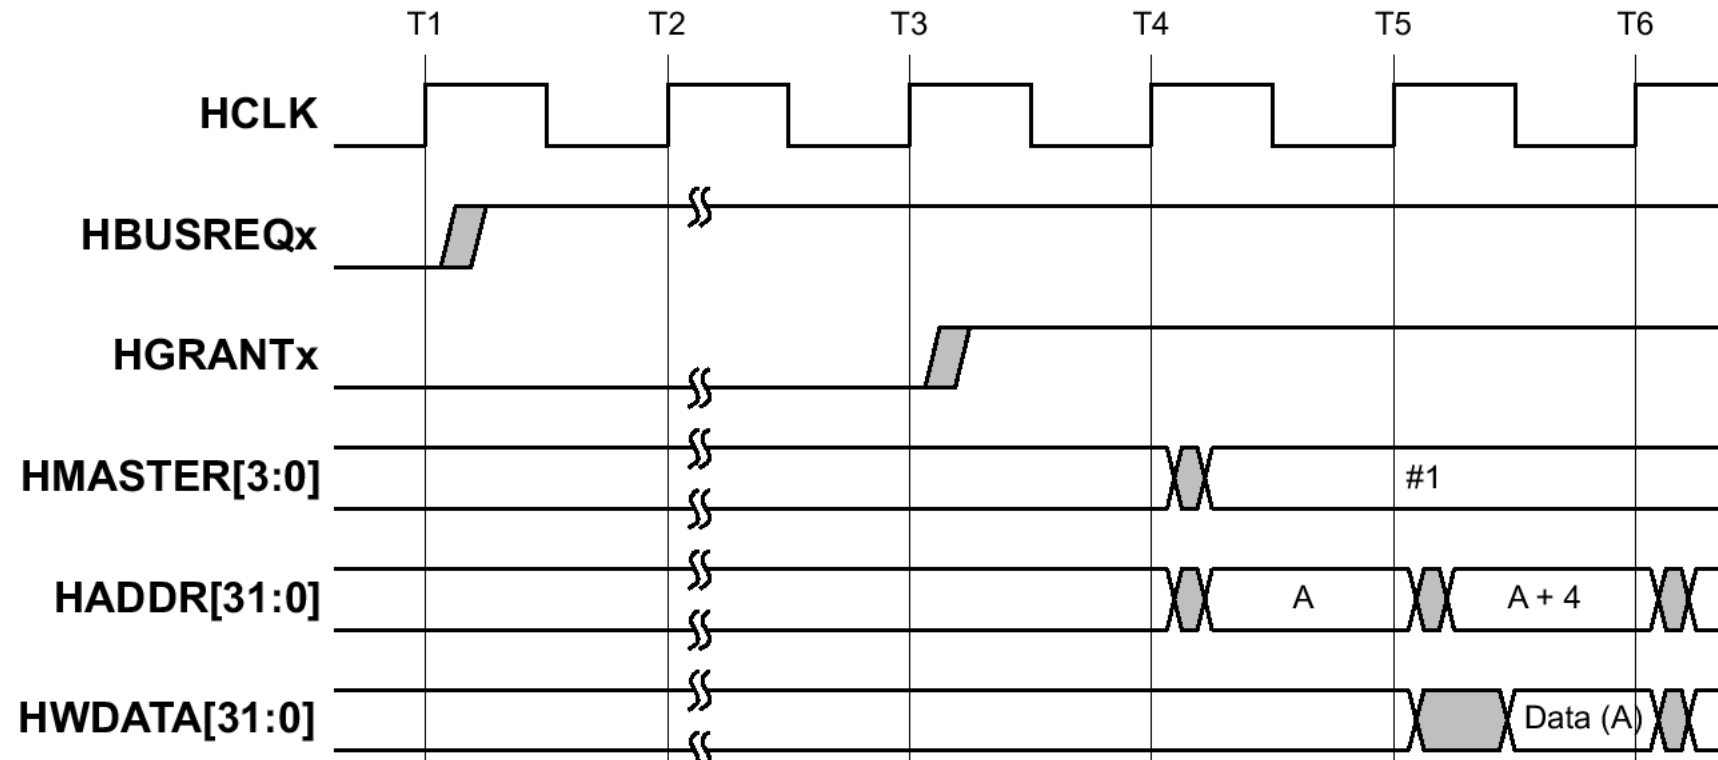 T1 T2 T3 T4 T5 T6
HCLK
HBUSREQx
HGRANTx
HMASTER[3:0] #1
HADDR[31:0] A A + 4
HWDATA[31:0] Data (A)